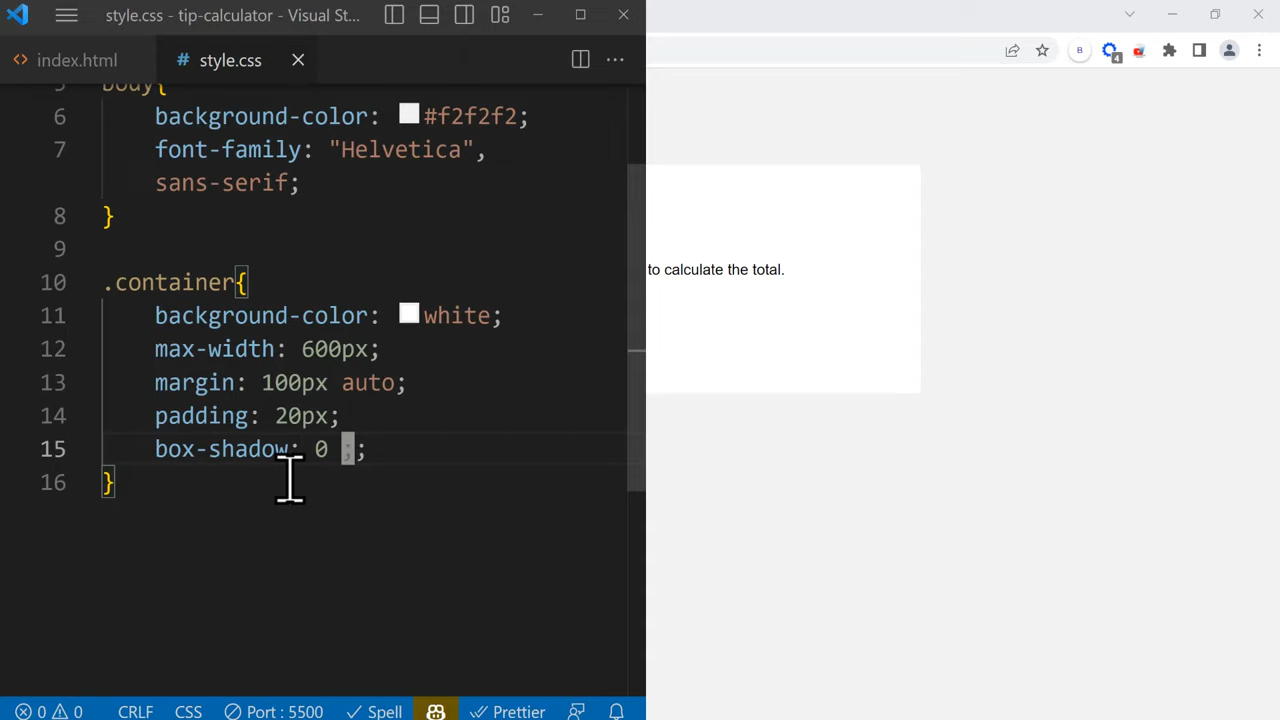 style.css - tip-calculator - Visual St...
index.html
# style.css
5 body{
6 background-color: #f2f2f2;
7 font-family: "Helvetica",
sans-serif;
8 }
9
10 .container{
11 background-color: white;
12 max-width: 600px;
13 margin: 100px auto;
14 padding: 20px;
15 box-shadow: 0 ;;
16 }
0 0 CRLF CSS Port : 5500 Spell Prettier
B
4
to calculate the total.